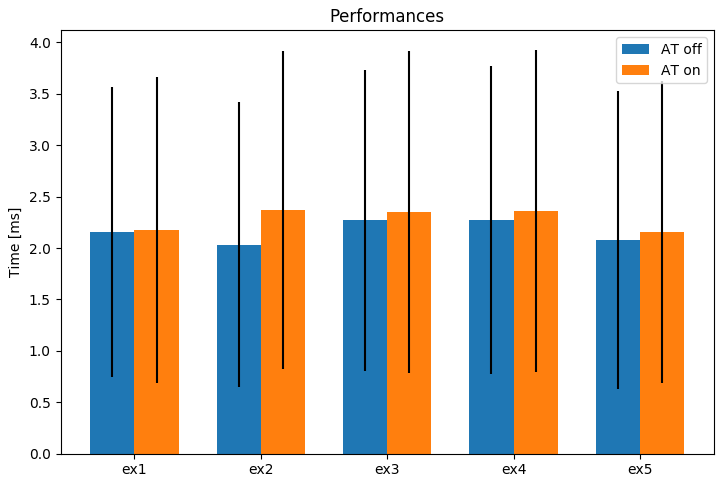 Performances
AT off
AT on
Time [ms]
4.0
3.5
3.0
2.5
2.0
1.5
1.0
0.5
0.0
ex1
ex2
ex3
ex4
ex5